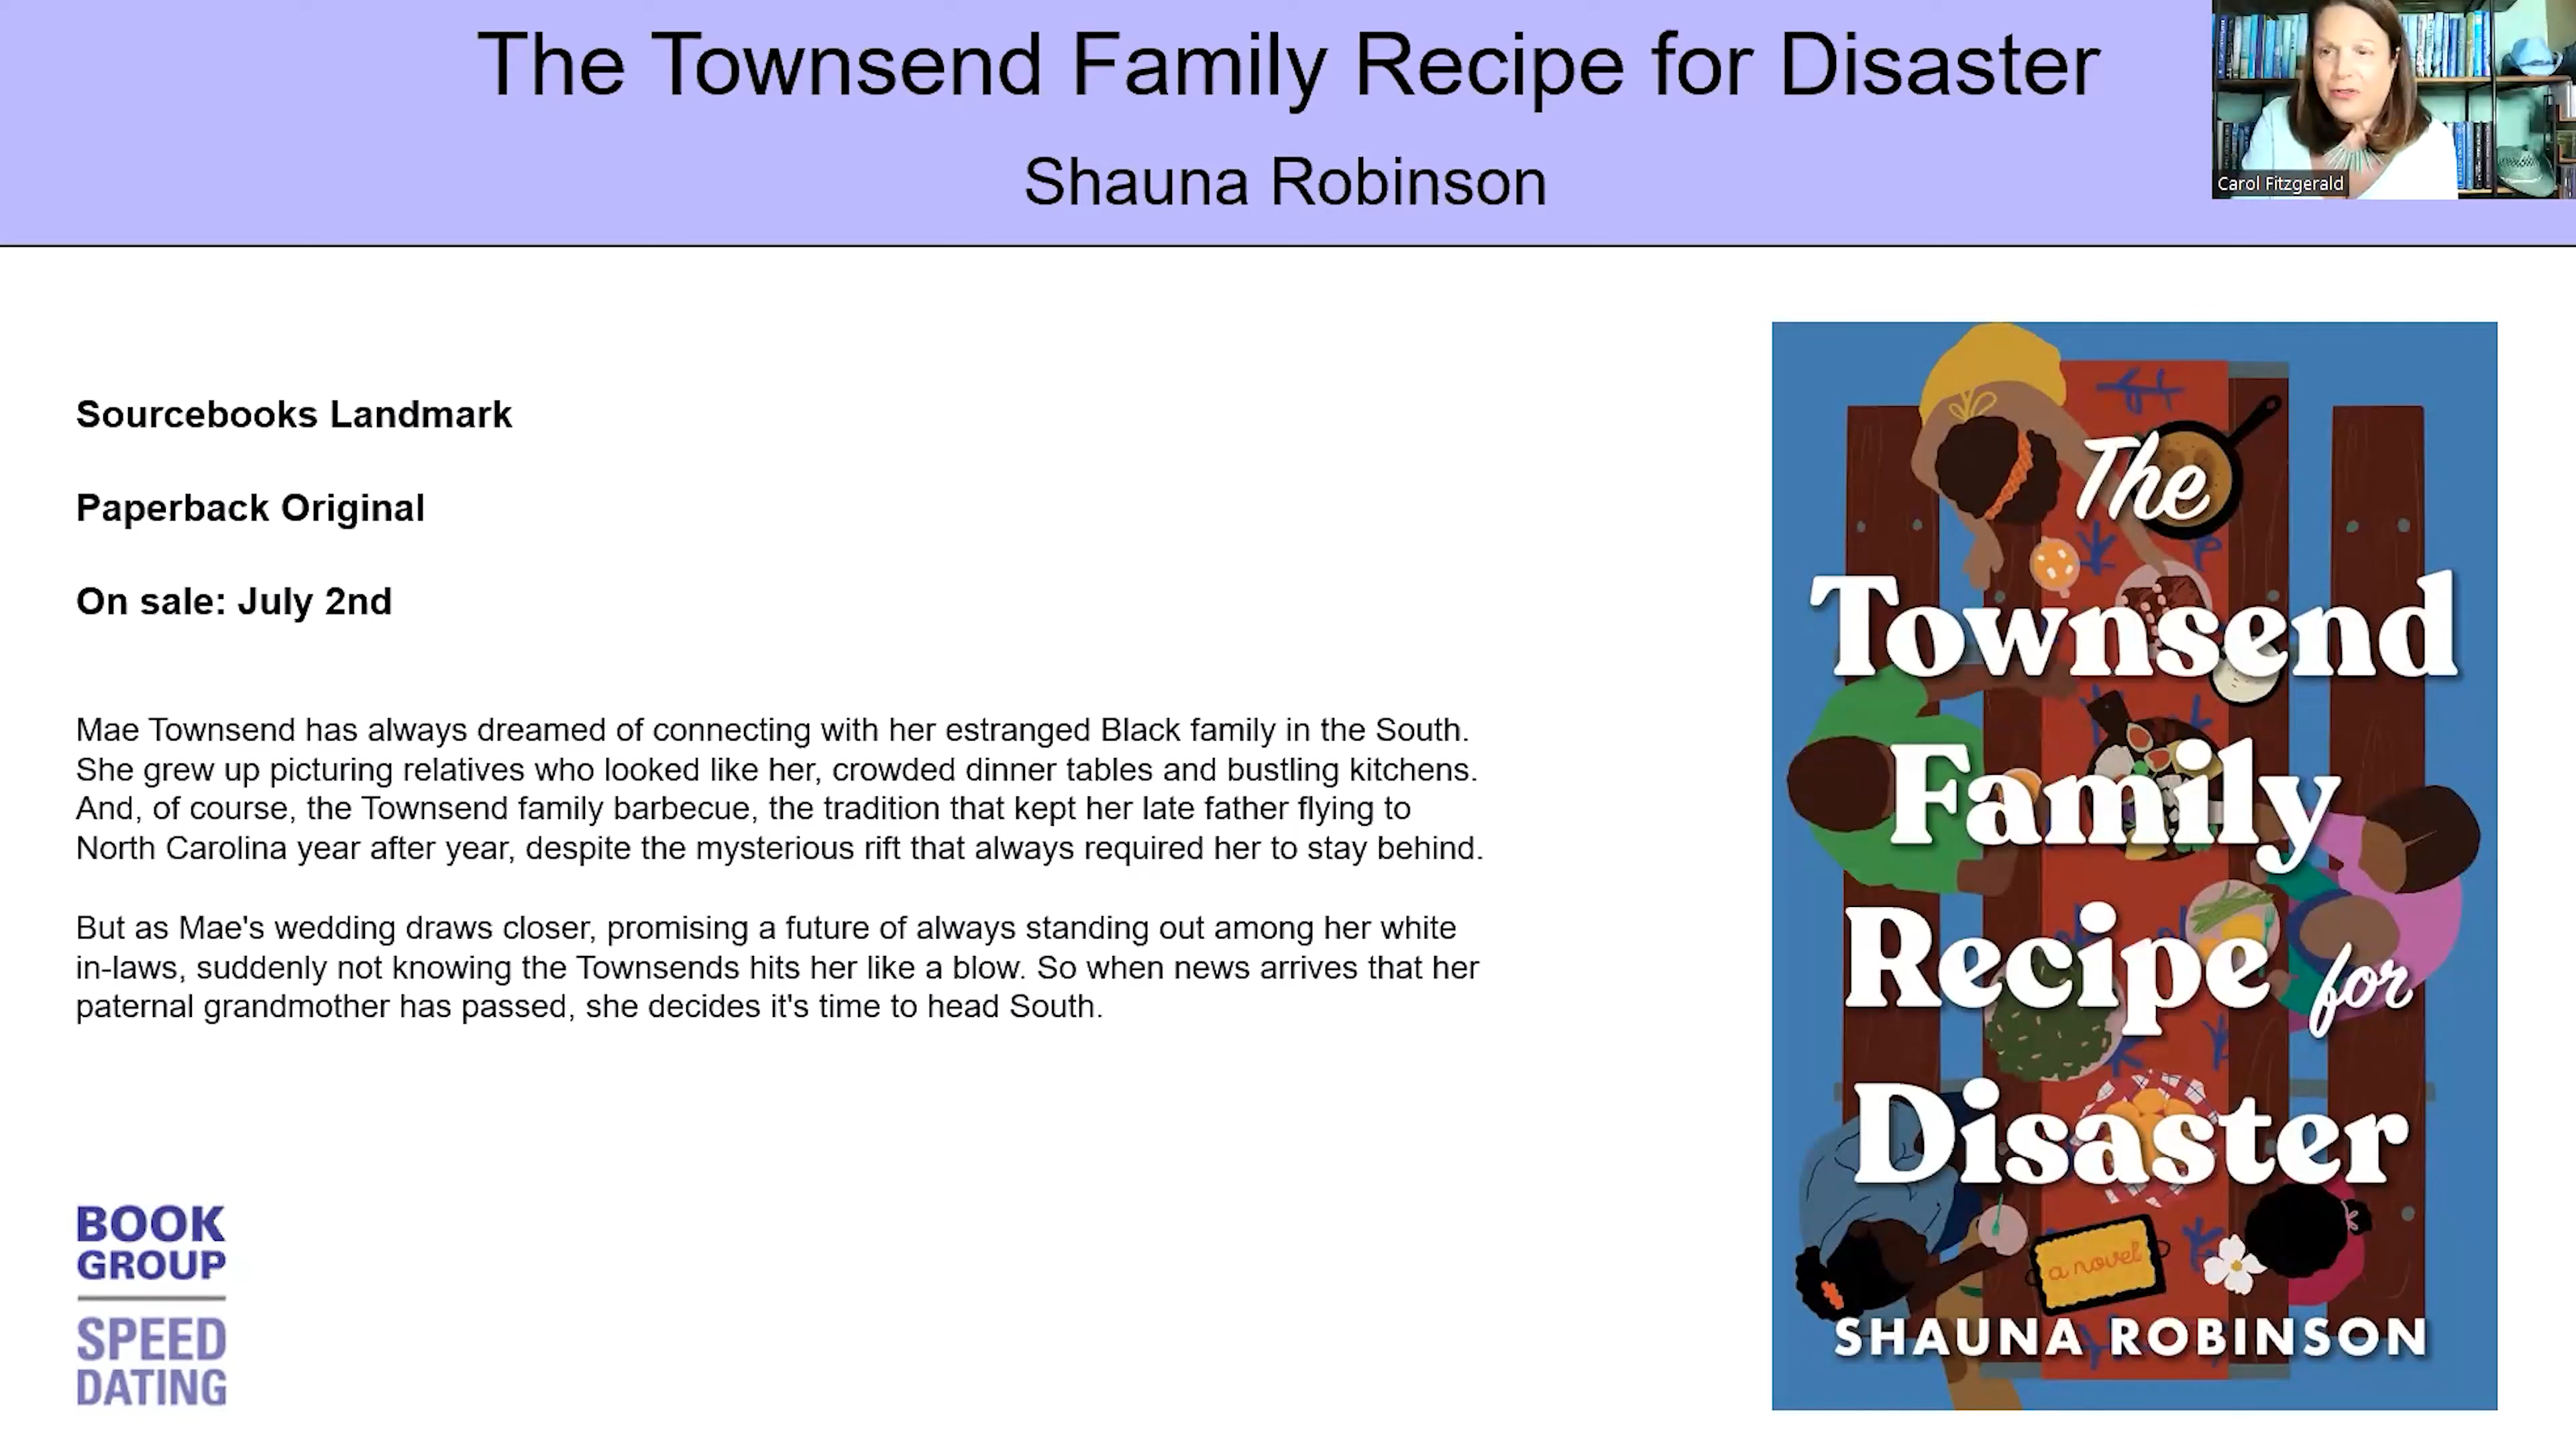 The Townsend Family Recipe for Disaster
Shauna Robinson
Carol Fitzgerald
Sourcebooks Landmark
Paperback Original
On sale: July 2nd
Mae Townsend has always dreamed of connecting with her estranged Black family in the South.
She grew up picturing relatives who looked like her, crowded dinner tables and bustling kitchens.
And, of course, the Townsend family barbecue, the tradition that kept her late father flying to
North Carolina year after year, despite the mysterious rift that always required her to stay behind.
But as Mae's wedding draws closer, promising a future of always standing out among her white
in-laws, suddenly not knowing the Townsends hits her like a blow. So when news arrives that her
paternal grandmother has passed, she decides it's time to head South.
BOOK
GROUP
SPEED
DATING
The
Townsend
Family
Recipe for
Disaster
a novel
SHAUNA ROBINSON